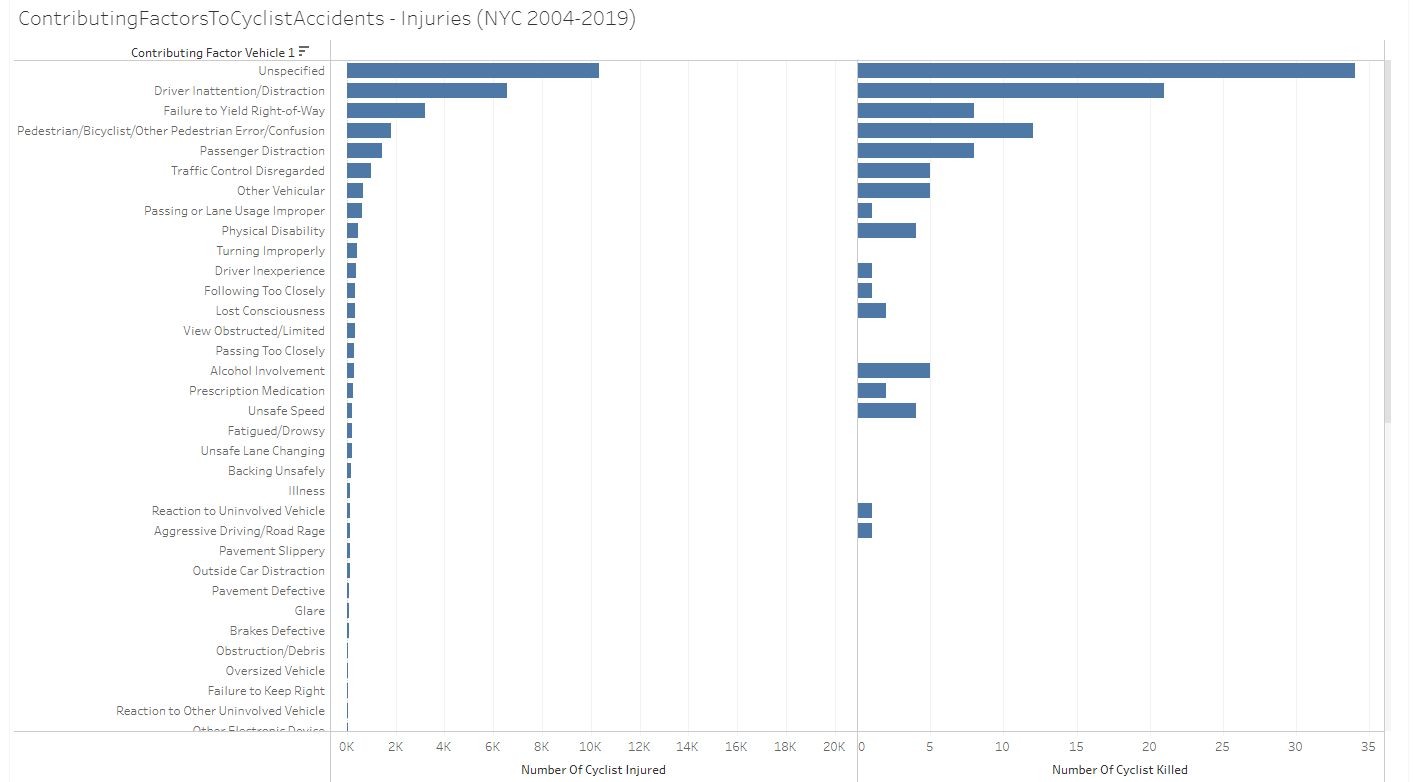 ContributingFactorsToCyclistAccidents - Injuries (NYC 2004-2019)
Contributing Factor Vehicle 1
Unspecified
Driver Inattention/Distraction
Failure to Yield Right-of-Way
Pedestrian/Bicyclist/Other Pedestrian Error/Confusion
Passenger Distraction
Traffic Control Disregarded
Other Vehicular
Passing or Lane Usage Improper
Physical Disability
Turning Improperly
Driver Inexperience
Following Too Closely
Lost Consciousness
View Obstructed/Limited
Passing Too Closely
Alcohol Involvement
Prescription Medication
Unsafe Speed
Fatigued/Drowsy
Unsafe Lane Changing
Backing Unsafely
Illness
Reaction to Uninvolved Vehicle
Aggressive Driving/Road Rage
Pavement Slippery
Outside Car Distraction
Pavement Defective
Glare
Brakes Defective
Obstruction/Debris
Oversized Vehicle
Failure to Keep Right
Reaction to Other Uninvolved Vehicle
Other Electronic Device
0K 2K 4K 6K 8K 10K 12K 14K 16K 18K 20K 0 5 10 15 20 25 30 35
Number Of Cyclist Injured Number Of Cyclist Killed